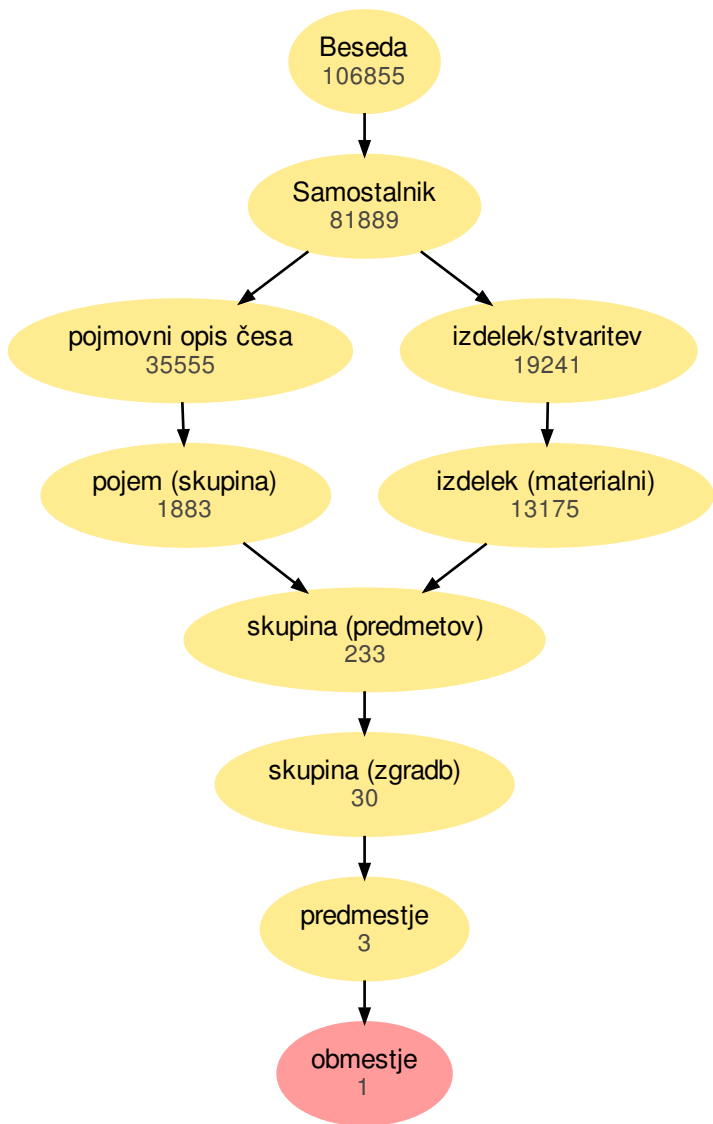 Beseda
106855
Samostalnik
81889
pojmovni opis česa
35555
izdelek/stvaritev
19241
pojem (skupina)
1883
izdelek (materialni)
13175
skupina (predmetov)
233
skupina (zgradb)
30
predmestje
3
obmestje
1